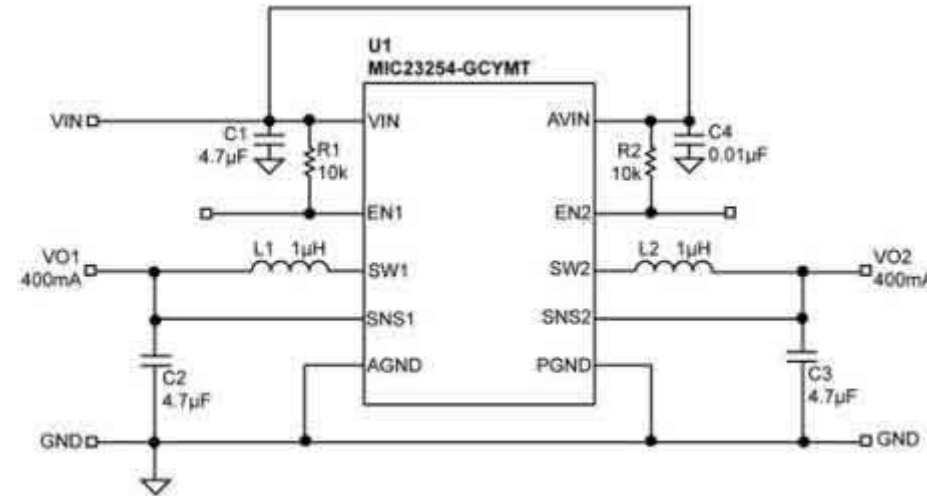 U1
MIC23254-GCYMT
VIN
VIN
AVIN
C1
4.7µF
R1
10k
R2
10k
C4
0.01µF
EN1
EN2
VO1
400mA
L1 1µH
SW1
SW2
L2 1µH
VO2
400mA
SNS1
SNS2
AGND
PGND
C2
4.7µF
C3
4.7µF
GND
GND